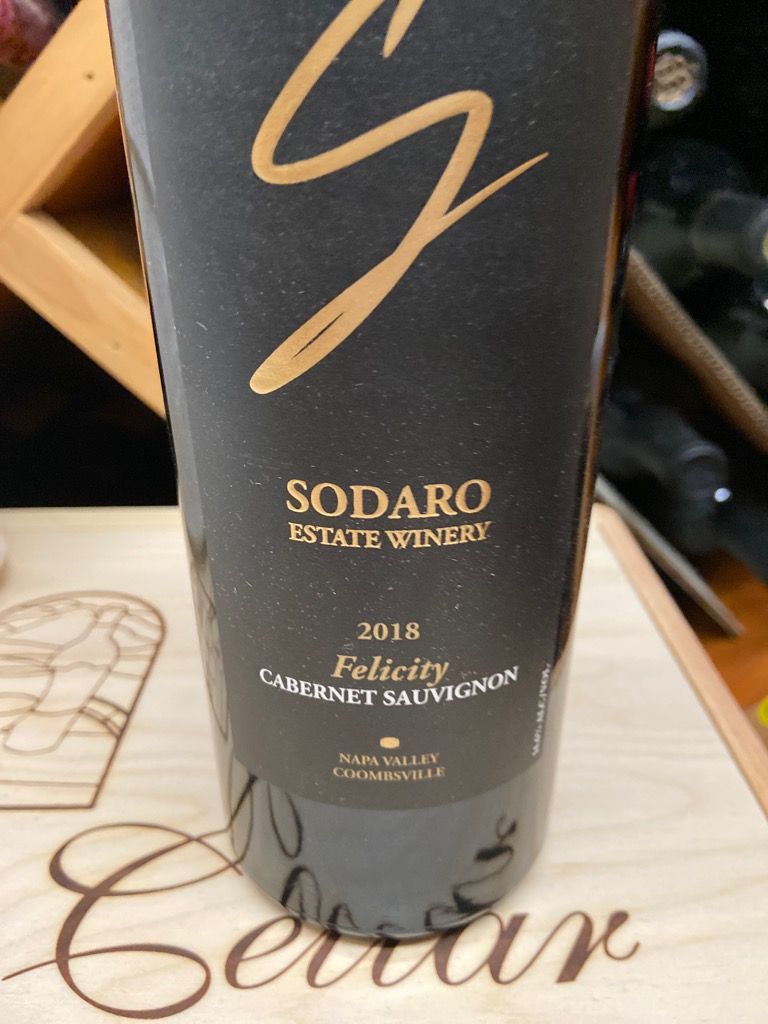 SODARO
ESTATE WINERY
2018
Felicity
CABERNET SAUVIGNON
NAPA VALLEY
COOMBSVILLE
Cellar